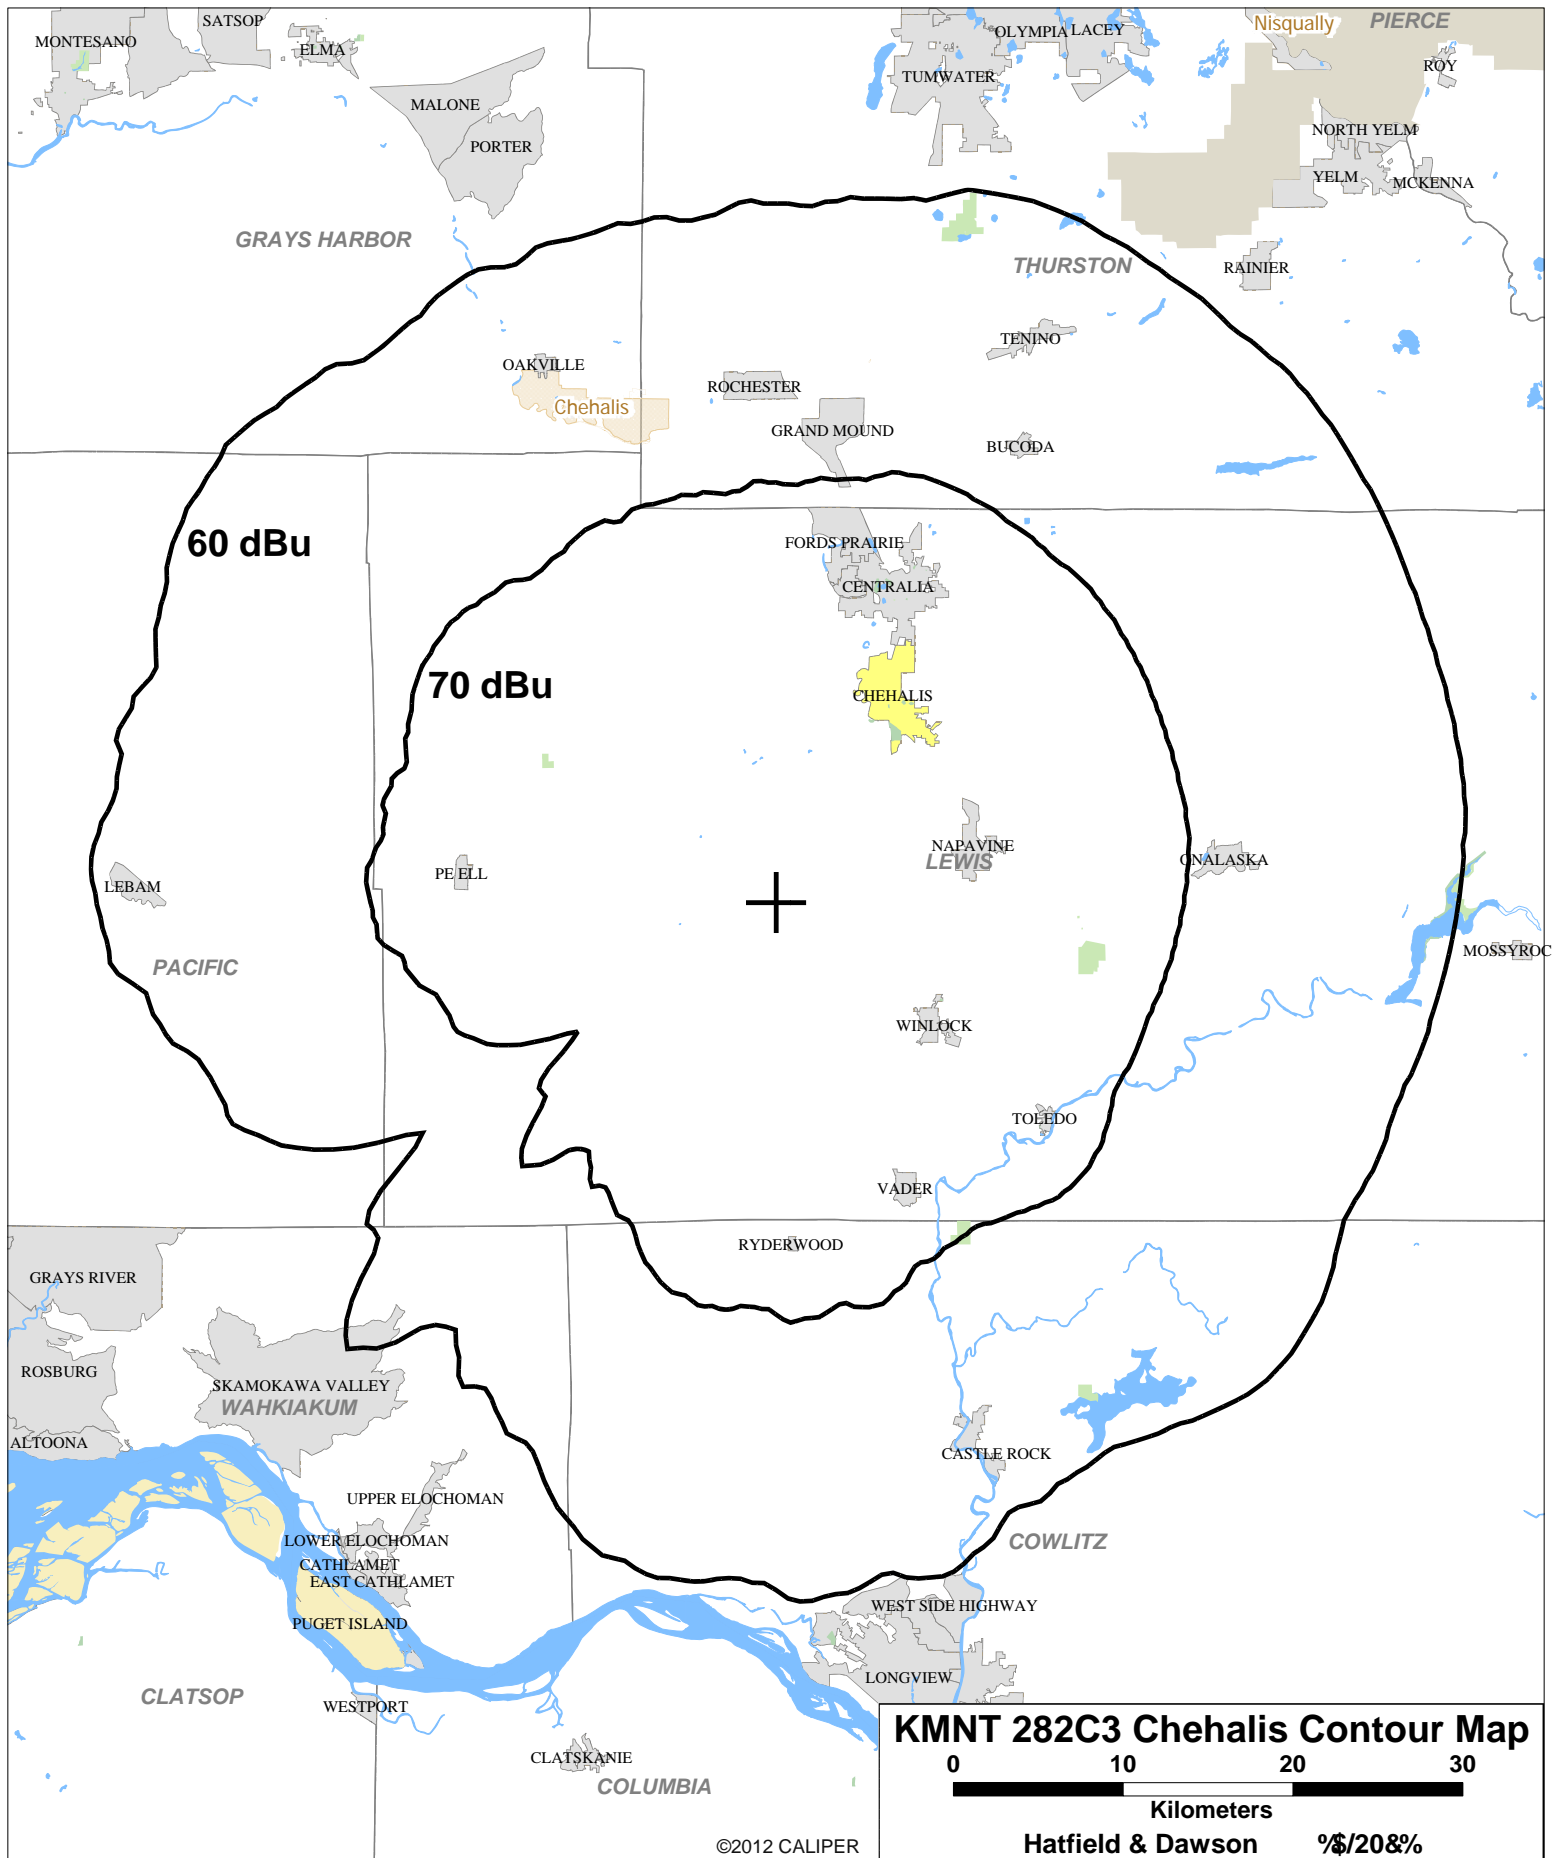 SATSOP
MONTESANO
ELMA
OLYMPIA
LACEY
Nisqually
PIERCE
ROY
TUMWATER
MALONE
NORTH YELM
PORTER
YELM
MCKENNA
GRAYS HARBOR
THURSTON
RAINIER
TENINO
OAKVILLE
ROCHESTER
Chehalis
GRAND MOUND
BUCODA
60 dBu
FORDS PRAIRIE
CENTRALIA
70 dBu
CHEHALIS
NAPAVINE
LEWIS
ONALASKA
PE ELL
LEBAM
MOSSYROC
PACIFIC
WINLOCK
TOLEDO
VADER
RYDERWOOD
GRAYS RIVER
ROSBURG
SKAMOKAWA VALLEY
WAHKIAKUM
ALTOONA
CASTLE ROCK
UPPER ELOCHOMAN
LOWER ELOCHOMAN
COWLITZ
CATHLAMET
EAST CATHLAMET
WEST SIDE HIGHWAY
PUGET ISLAND
LONGVIEW
CLATSOP
WESTPORT
CLATSKANIE
COLUMBIA
KMNT 282C3 Chehalis Contour Map
0 10 20 30
Kilometers
Hatfield & Dawson
©2012 CALIPER